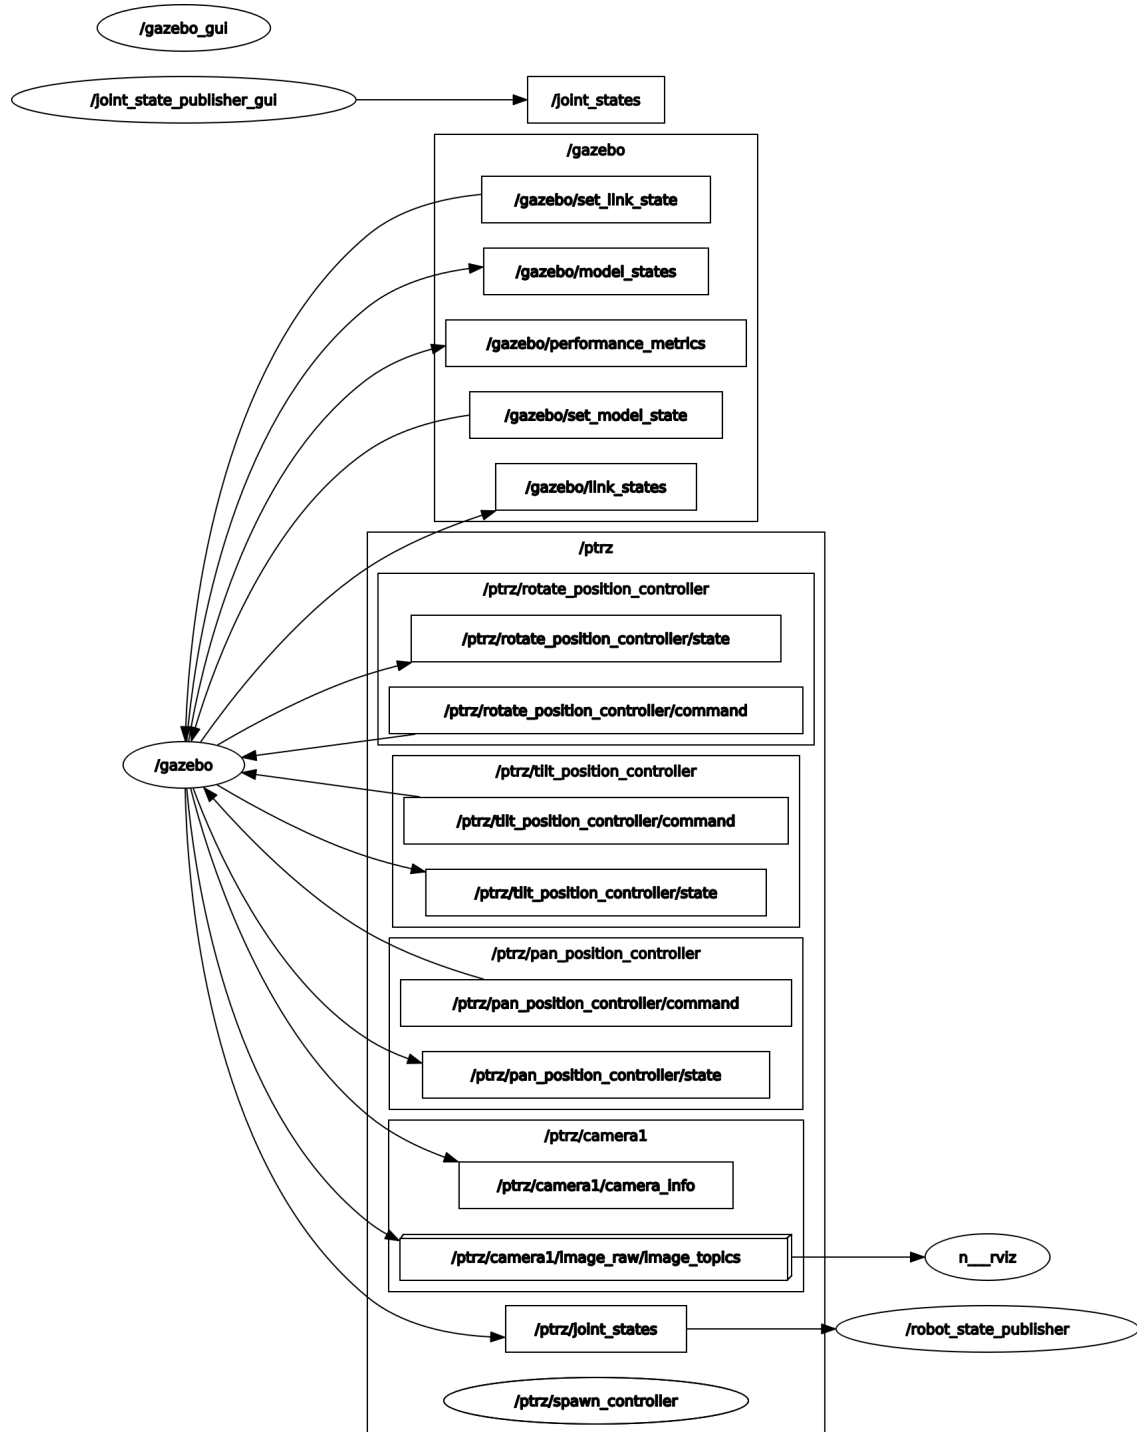 /gazebo_gui
/joint_state_publisher_gui
/joint_states
/gazebo
/gazebo/set_link_state
/gazebo/model_states
/gazebo/performance_metrics
/gazebo/set_model_state
/gazebo/link_states
/ptrz
/ptrz/rotate_position_controller
/ptrz/rotate_position_controller/state
/ptrz/rotate_position_controller/command
/gazebo
/ptrz/tilt_position_controller
/ptrz/tilt_position_controller/command
/ptrz/tilt_position_controller/state
/ptrz/pan_position_controller
/ptrz/pan_position_controller/command
/ptrz/pan_position_controller/state
/ptrz/camera1
/ptrz/camera1/camera_info
/ptrz/camera1/image_raw/image_topics
n__rviz
/ptrz/joint_states
/robot_state_publisher
/ptrz/spawn_controller